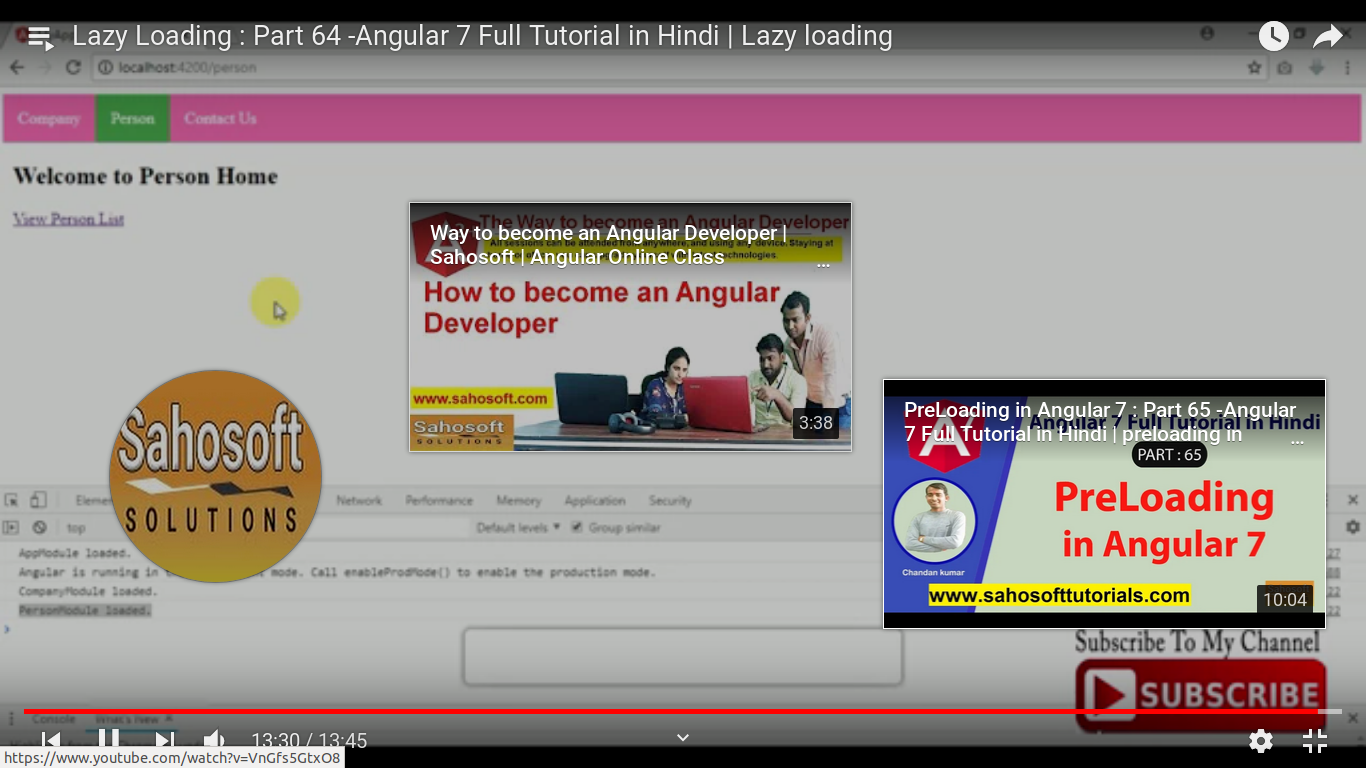 Lazy Loading : Part 64 -Angular 7 Full Tutorial in Hindi | Lazy loading
localhost:4200/person
Company Person Contact Us
Welcome to Person Home
View Person List
The Way to become an Angular Developer
Way to become an Angular Developer |
Sahosoft | Angular Online Class
...
How to become an Angular
Developer
www.sahosoft.com
Sahosoft
SOLUTIONS
3:38
PreLoading in Angular 7 : Part 65 -Angular
7 Full Tutorial in Hindi | preloading in
...
Angular 7 Full Tutorial in Hindi
PART : 65
PreLoading
in Angular 7
Chandan kumar
www.sahosofttutorials.com
10:04
Sahosoft
SOLUTIONS
Network Performance Memory Application Security
top Default levels Group similar
AppModule loaded.
Angular is running in mode. Call enableProdMode() to enable the production mode.
CompanyModule loaded.
PersonModule loaded.
Subscribe To My Channel
SUBSCRIBE
Console What's New
13:30 / 13:45
https://www.youtube.com/watch?v=VnGfs5GtxO8